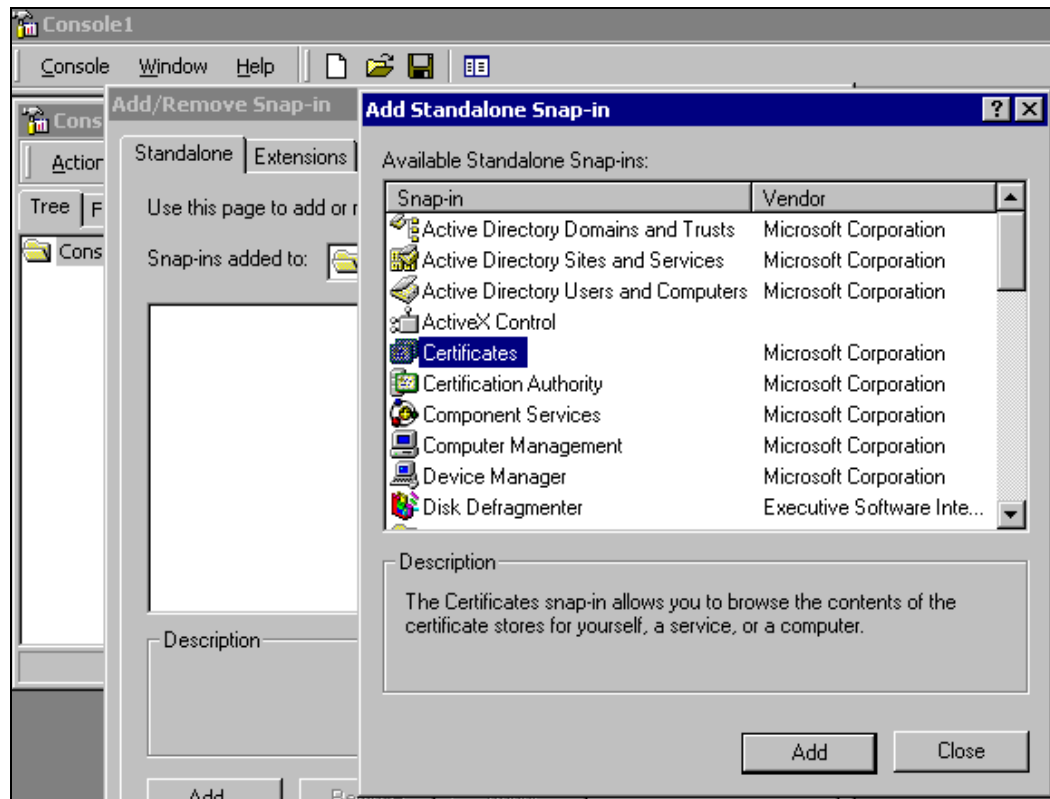 Console1
Console Window Help
Add/Remove Snap-in
Add Standalone Snap-in
Cons
Action
Standalone Extensions
Available Standalone Snap-ins:
Tree F
Use this page to add or r
Snap-in Vendor
Cons
Snap-ins added to:
Active Directory Domains and Trusts Microsoft Corporation
Active Directory Sites and Services Microsoft Corporation
Active Directory Users and Computers Microsoft Corporation
ActiveX Control
Certificates Microsoft Corporation
Certification Authority Microsoft Corporation
Component Services Microsoft Corporation
Computer Management Microsoft Corporation
Device Manager Microsoft Corporation
Disk Defragmenter Executive Software Inte...
Description
The Certificates snap-in allows you to browse the contents of the
certificate stores for yourself, a service, or a computer.
Description
Add Close
Add